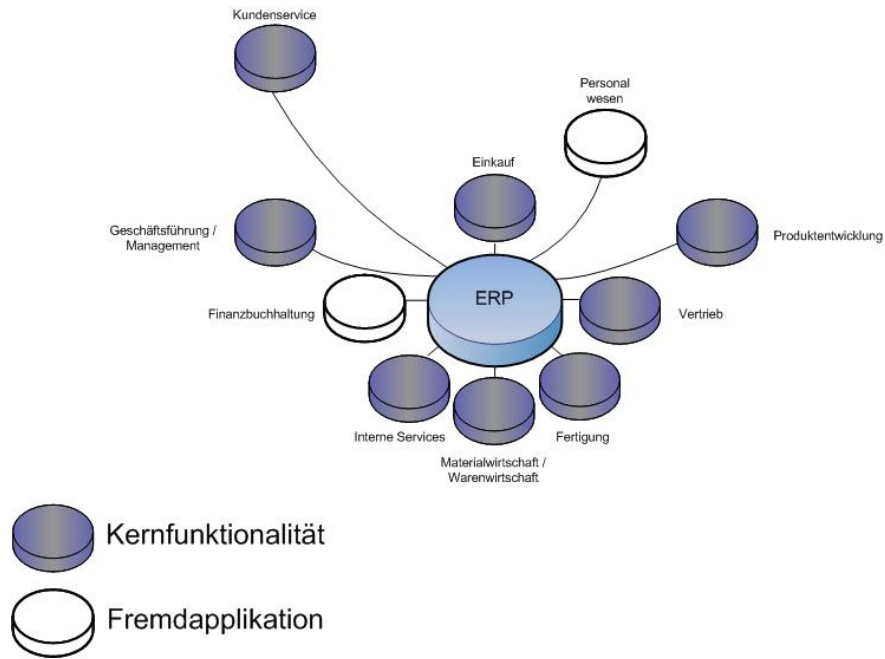 Kundenservice
Personal
wesen
Einkauf
Geschäftsführung /
Management
Produktentwicklung
ERP
Finanzbuchhaltung
Vertrieb
Interne Services
Fertigung
Materialwirtschaft /
Warenwirtschaft
Kernfunktionalität
Fremdapplikation